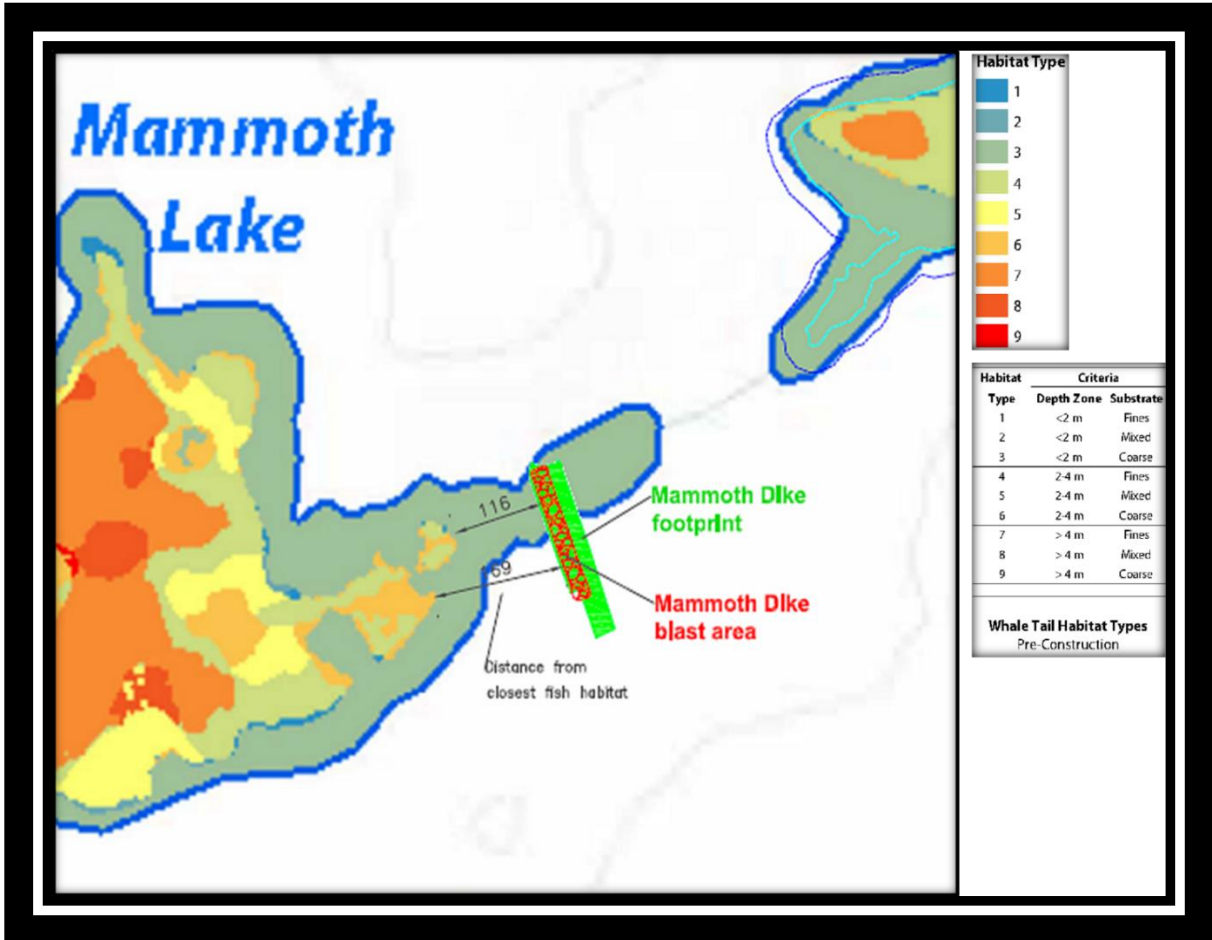 Mammoth
Lake
116
69
Mammoth DIke
footprint
Mammoth DIke
blast area
Distance from
closest fish habitat
Habitat Type
1
2
3
4
5
6
7
8
9
Habitat Criteria
Type Depth Zone Substrate
1 <2 m Fines
2 <2 m Mixed
3 <2 m Coarse
4 2-4 m Fines
5 2-4 m Mixed
6 2-4 m Coarse
7 > 4 m Fines
8 > 4 m Mixed
9 > 4 m Coarse
Whale Tail Habitat Types
Pre-Construction